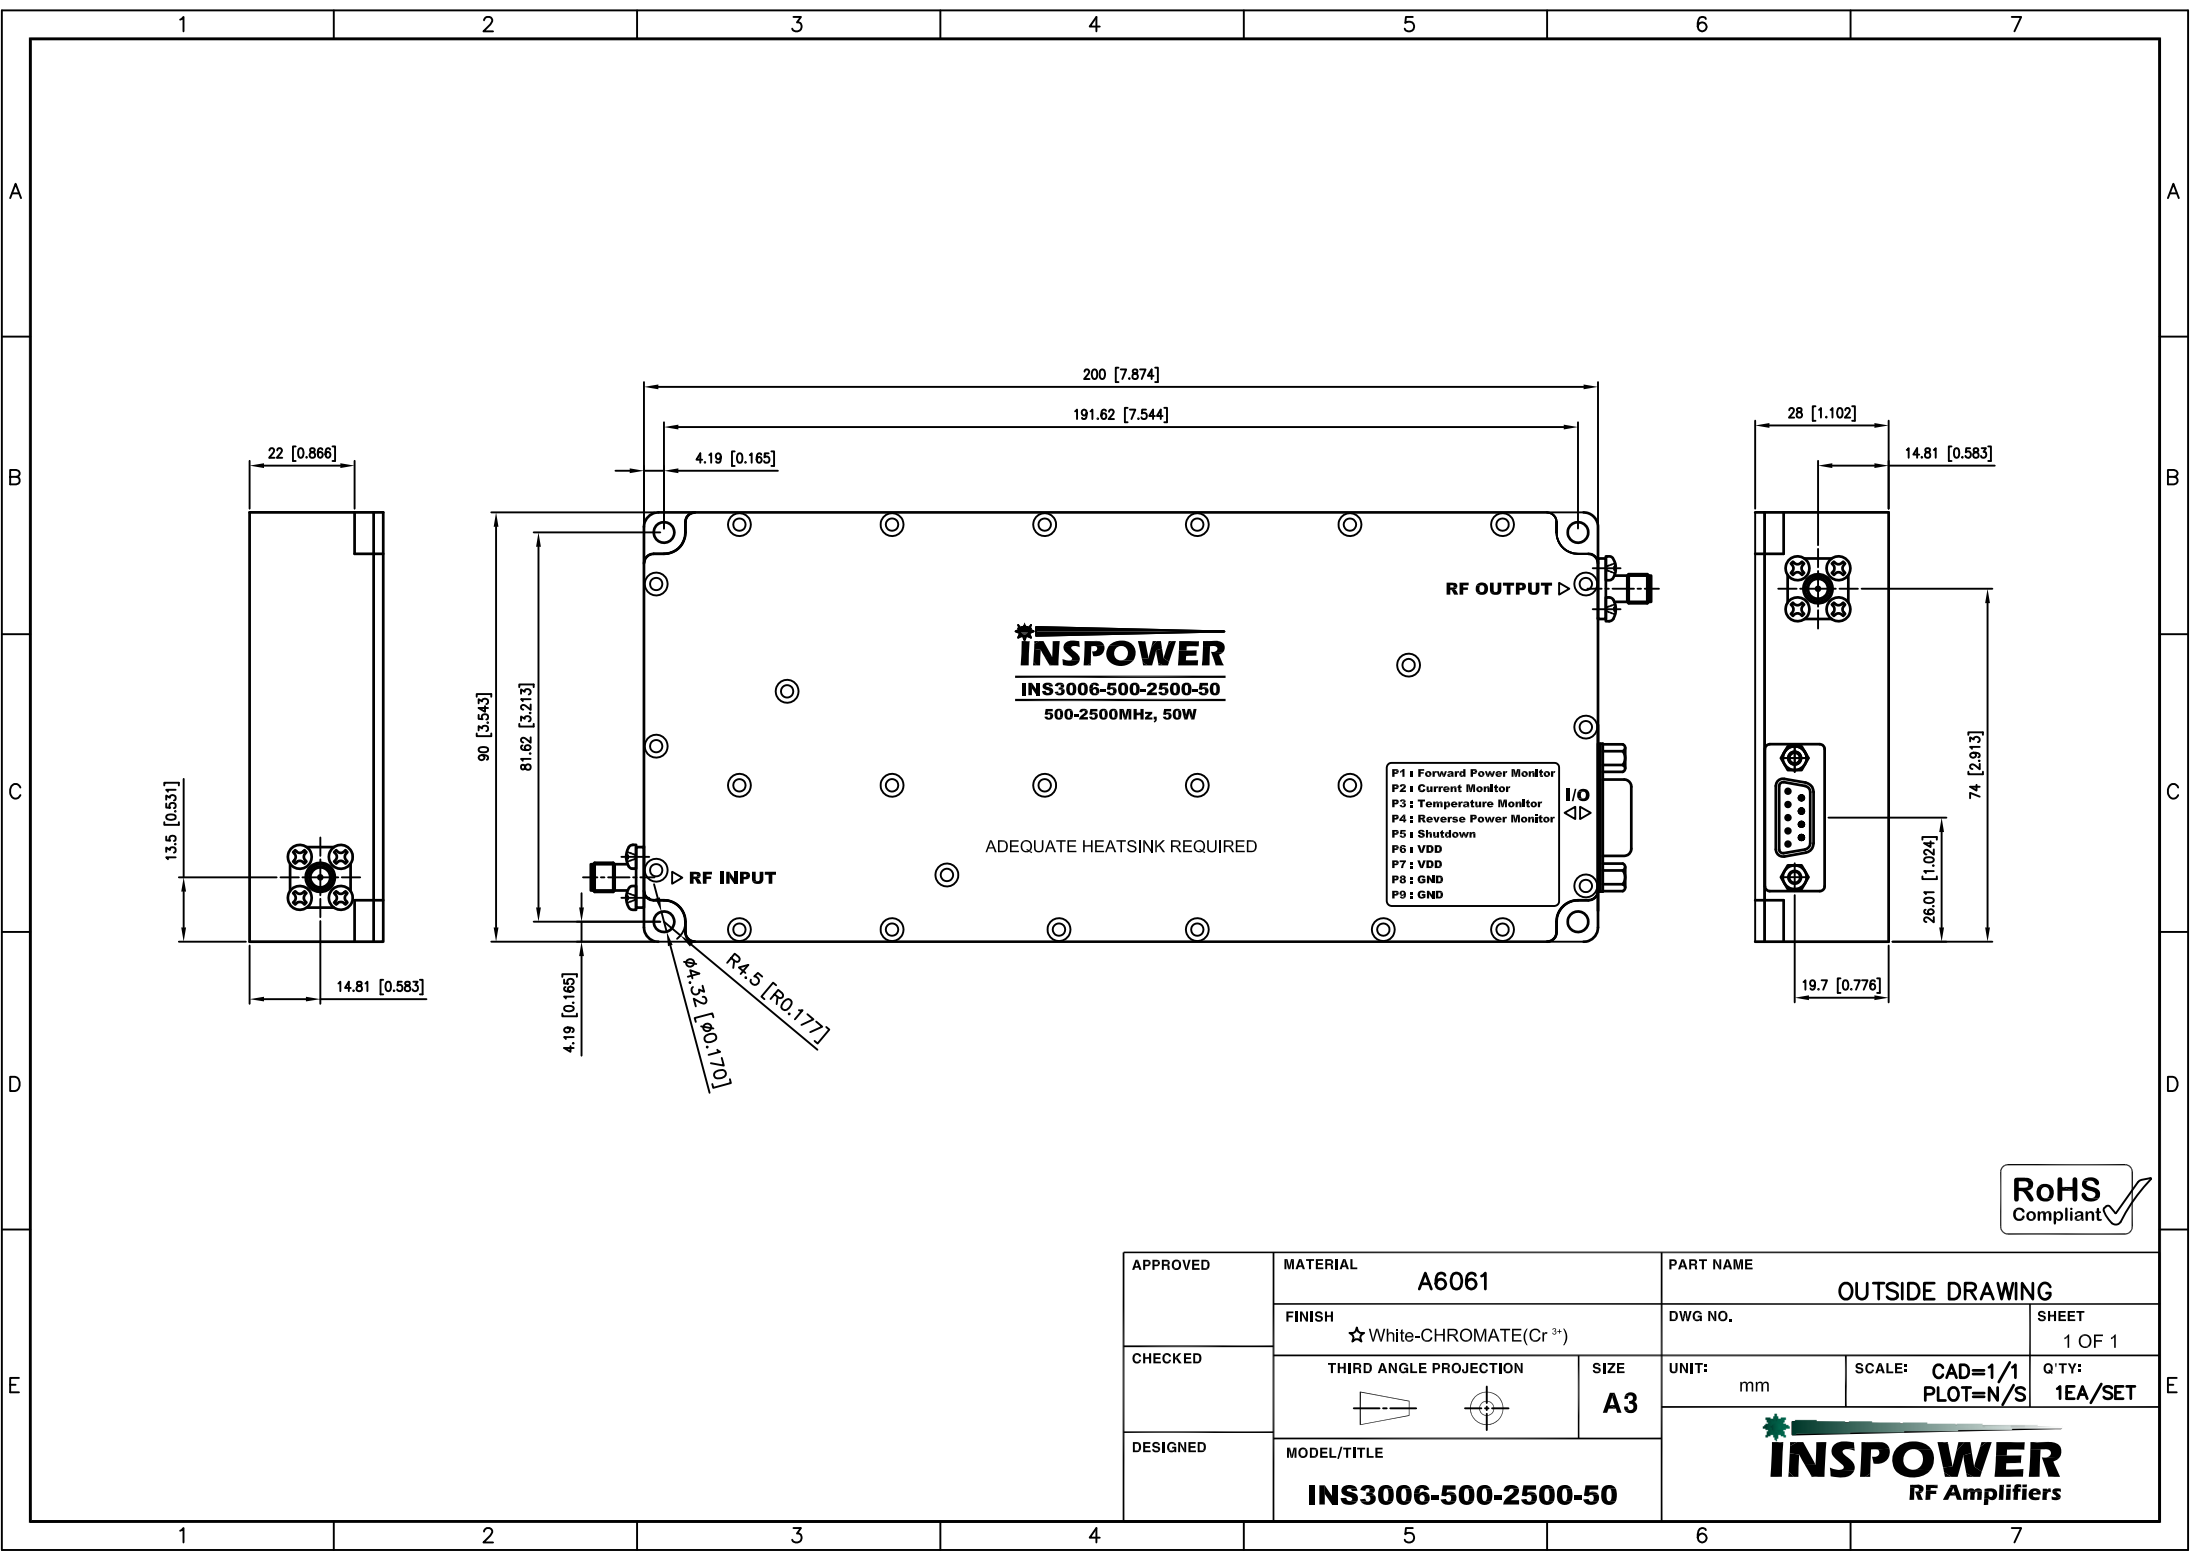 1 2 3 4 5 6 7
A A
200 [7.874]
191.62 [7.544]
4.19 [0.165]
22 [0.866]
28 [1.102]
14.81 [0.583]
B B
RF OUTPUT
INSPOWER
INS3006-500-2500-50
500-2500MHz, 50W
90 [3.543]
81.62 [3.213]
13.5 [0.531]
74 [2.913]
26.01 [1.024]
C C
P1 : Forward Power Monitor
P2 : Current Monitor
P3 : Temperature Monitor
P4 : Reverse Power Monitor
P5 : Shutdown
P6 : VDD
P7 : VDD
P8 : GND
P9 : GND
I/O
ADEQUATE HEATSINK REQUIRED
RF INPUT
14.81 [0.583]
19.7 [0.776]
4.19 [0.165]
R4.5 [R0.177]
ø4.32 [ø0.170]
D D
RoHS
Compliant
APPROVED
CHECKED
DESIGNED
MATERIAL
A6061
FINISH
☆ White-CHROMATE(Cr ³⁺)
THIRD ANGLE PROJECTION
SIZE
A3
MODEL/TITLE
INS3006-500-2500-50
PART NAME
OUTSIDE DRAWING
DWG NO.
SHEET
1 OF 1
UNIT:
mm
SCALE: CAD=1/1
PLOT=N/S
Q'TY:
1EA/SET
INSPOWER
RF Amplifiers
E E
1 2 3 4 5 6 7